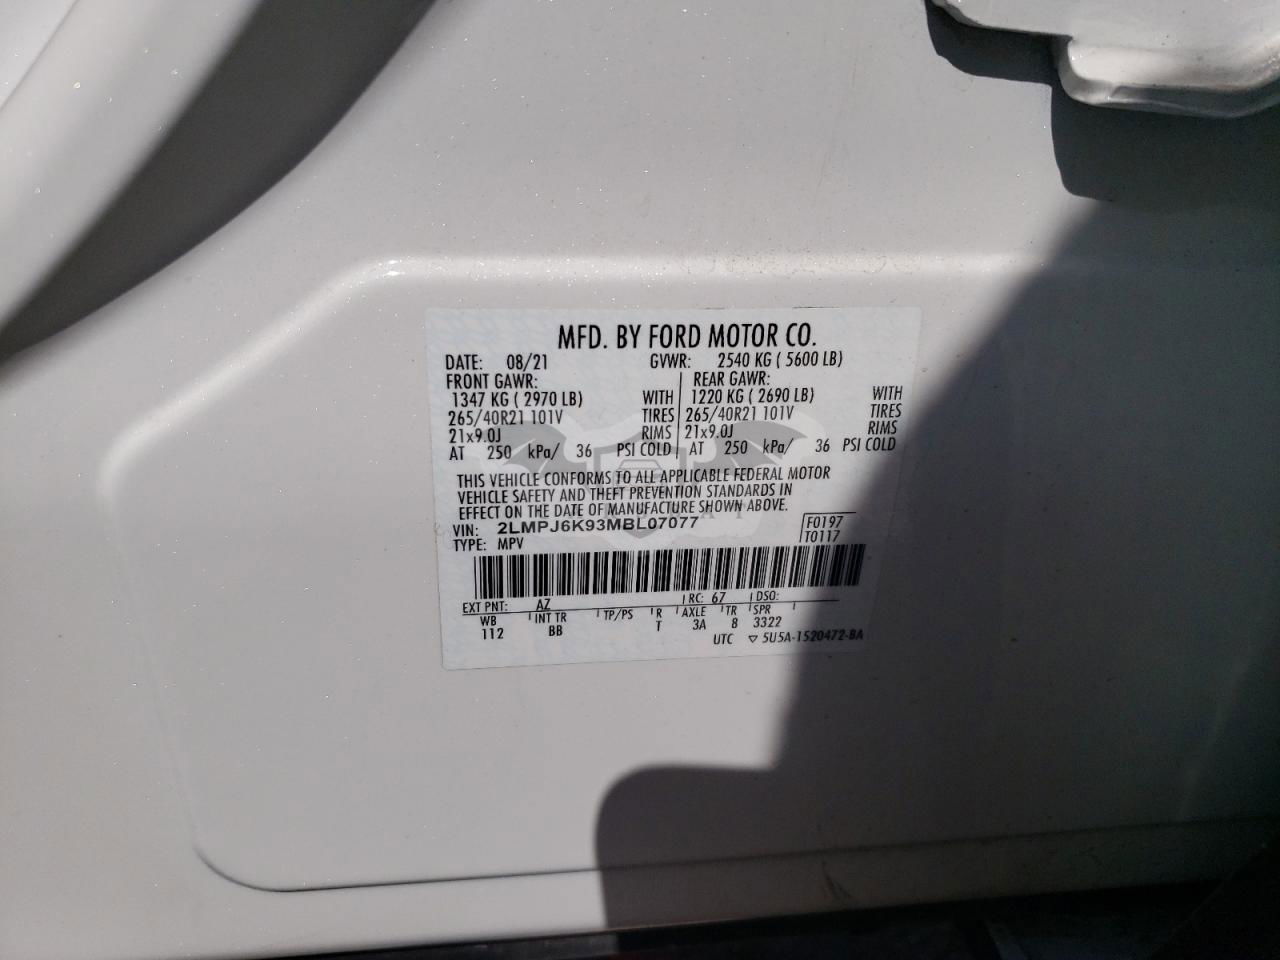 MFD. BY FORD MOTOR CO.
DATE: 08/21 GVWR: 2540 KG ( 5600 LB)
FRONT GAWR: REAR GAWR:
1347 KG ( 2970 LB) WITH 1220 KG ( 2690 LB) WITH
265/40R21 101V TIRES 265/40R21 101V TIRES
21x9.0J RIMS 21x9.0J RIMS
AT 250 kPa/ 36 PSI COLD AT 250 kPa/ 36 PSI COLD
THIS VEHICLE CONFORMS TO ALL APPLICABLE FEDERAL MOTOR
VEHICLE SAFETY AND THEFT PREVENTION STANDARDS IN
EFFECT ON THE DATE OF MANUFACTURE SHOWN ABOVE.
VIN: 2LMPJ6K93MBL07077 F0197
TYPE: MPV T0117
EXT PNT: AZ RC: 67 DSO:
WB INT TR TP/PS R AXLE TR SPR
112 BB T 3A 8 3322
UTC ▽ 5U5A-1520472-BA